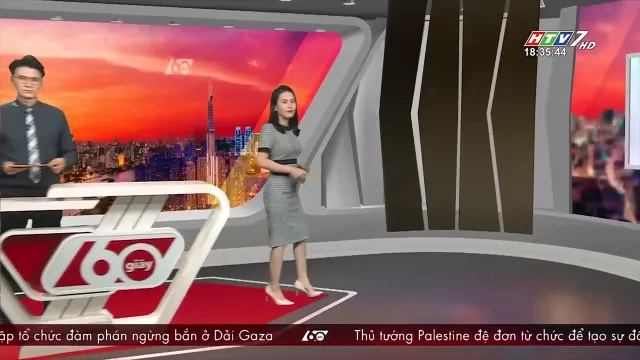 HTV7 HD
18:35:44
60
60 giây
ập tổ chức đàm phán ngừng bắn ở Dải Gaza 60 Thủ tướng Palestine đệ đơn từ chức để tạo sự đ